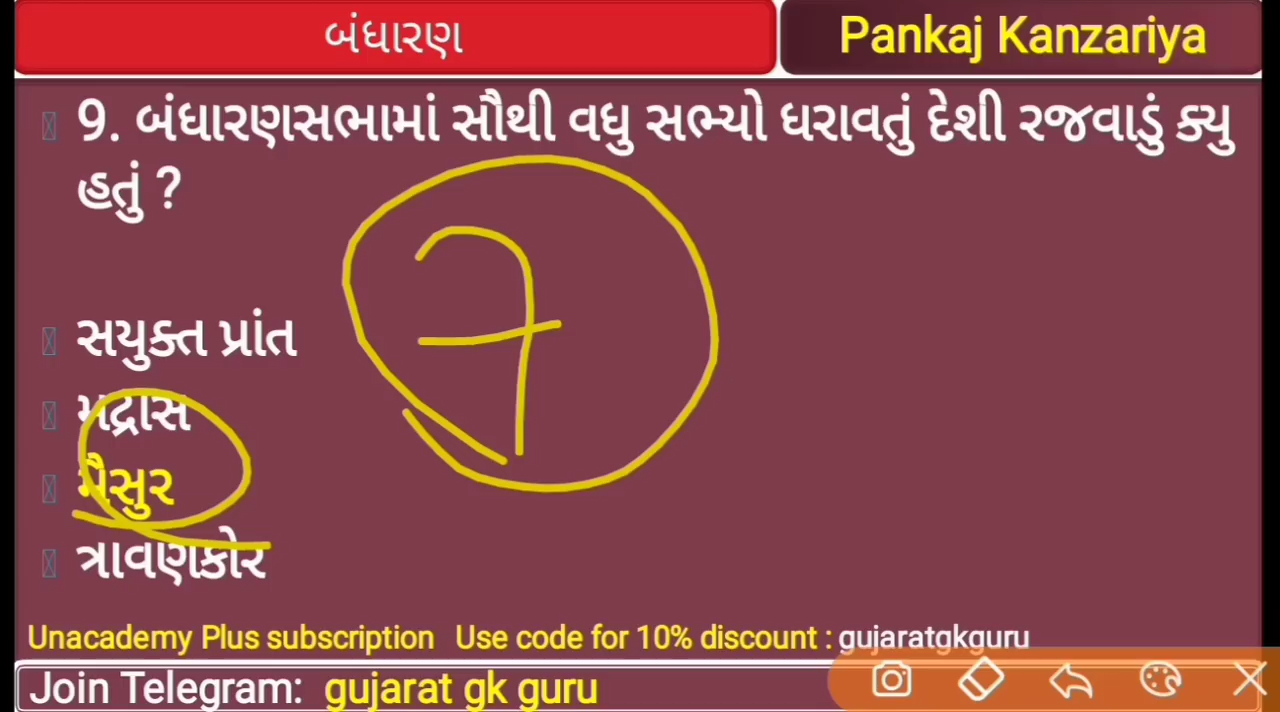 બંધારણ
Pankaj Kanzariya
9. બંધારણસભામાં સૌથી વધુ સભ્યો ધરાવતું દેશી રજવાડું ક્યુ
હતું ?
7
સયુક્ત પ્રાંત
મદ્રાસ
મૈસુર
ત્રાવણકોર
Unacademy Plus subscription Use code for 10% discount : gujaratgkguru
Join Telegram: gujarat gk guru